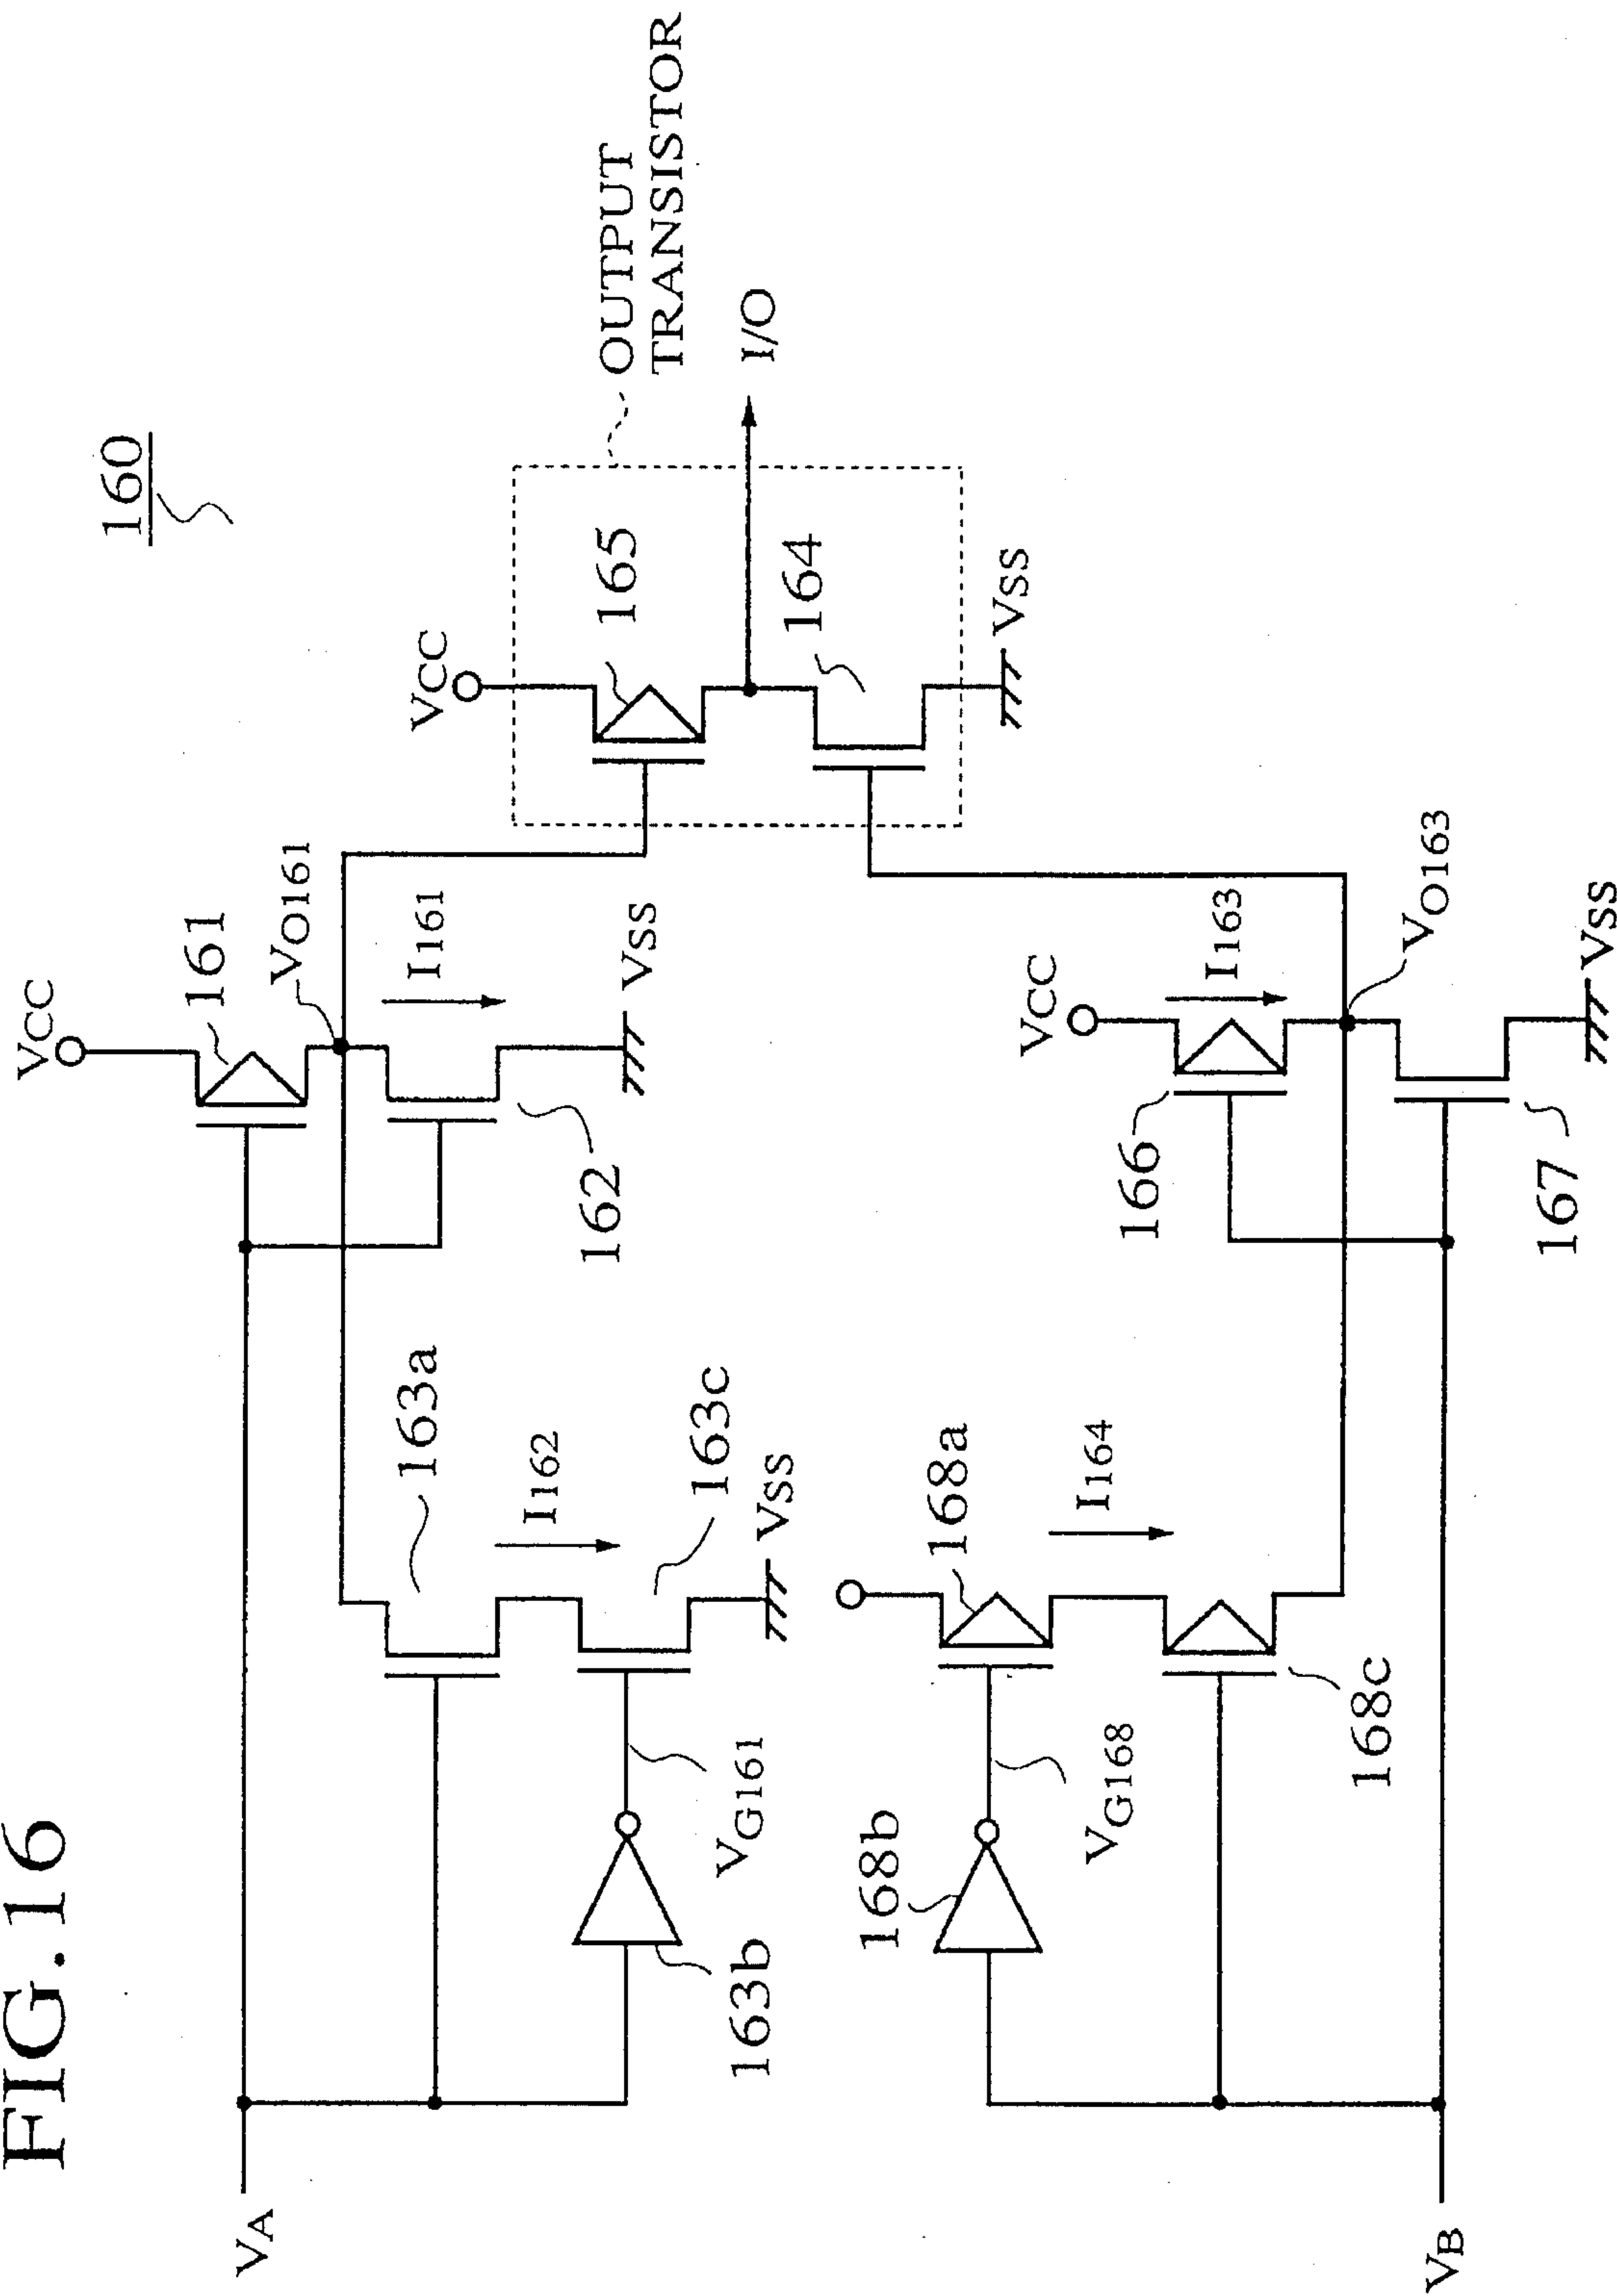 FIG.16
160
VCC
161
VO161
I161
VSS
162
163a
I162
163c
VSS
163b
VG161
VA
VCC
165
164
VSS
OUTPUT
TRANSISTOR
I/O
168a
I164
168b
VG168
168c
VCC
166
I163
VO163
167
VSS
VB